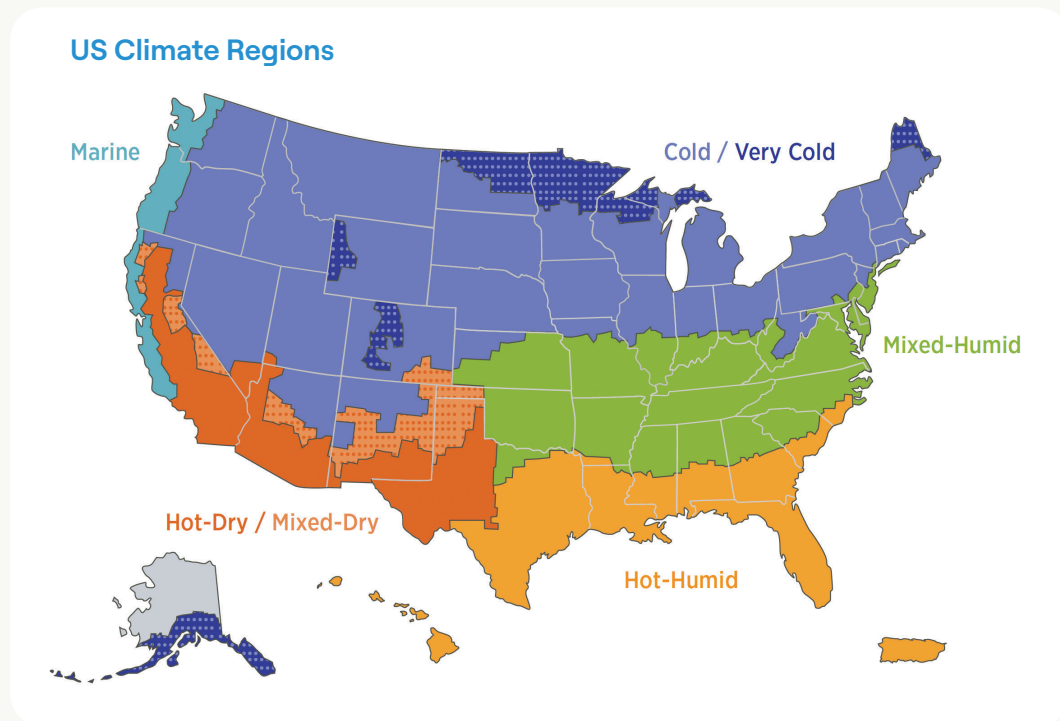 US Climate Regions
Marine
Cold / Very Cold
Mixed-Humid
Hot-Dry / Mixed-Dry
Hot-Humid